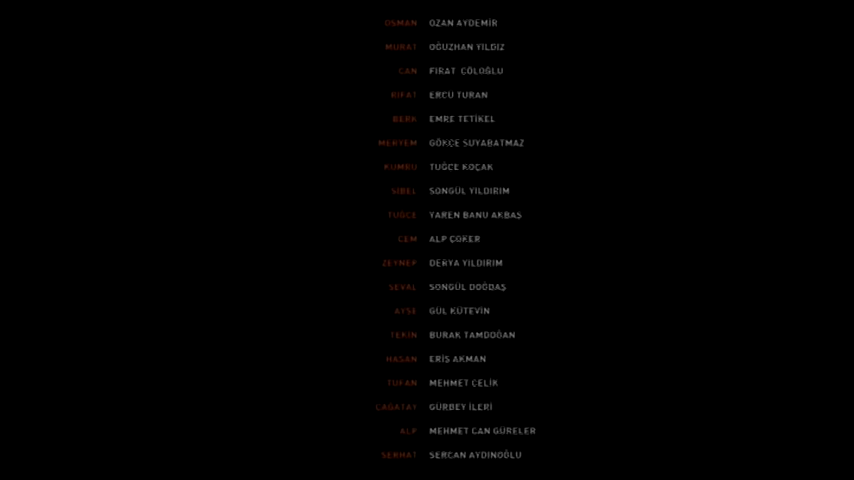 OSMAN OZAN AYDEMİR
MURAT OĞUZHAN YILDIZ
CAN FIRAT ÇÖLOĞLU
RIFAT ERCÜ TURAN
BERK EMRE TETİKEL
MERYEM GÖKÇE SUYABATMAZ
KUMRU TUĞCE KOÇAK
SİBEL SONGÜL YILDIRIM
TUĞÇE YAREN BANU AKBAŞ
CEM ALP ÇOKER
ZEYNEP DERYA YILDIRIM
SEVAL SONGÜL DOĞDAŞ
AYŞE GÜL KÜTEVİN
TEKİN BURAK TAMDOĞAN
HASAN ERİŞ AKMAN
TUFAN MEHMET ÇELİK
ÇAĞATAY GÜRBEY İLERİ
ALP MEHMET CAN GÜRELER
SERHAT SERCAN AYDINOĞLU